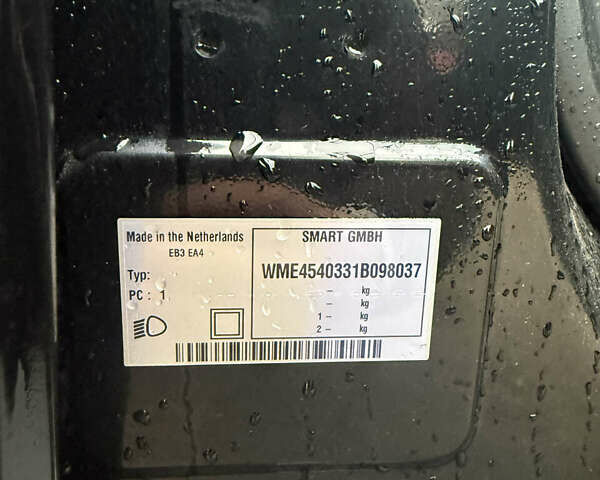 Made in the Netherlands
EB3 EA4
Typ:
PC : 1
SMART GMBH
WME4540331B098037
– kg
– kg
1 – kg
2 – kg